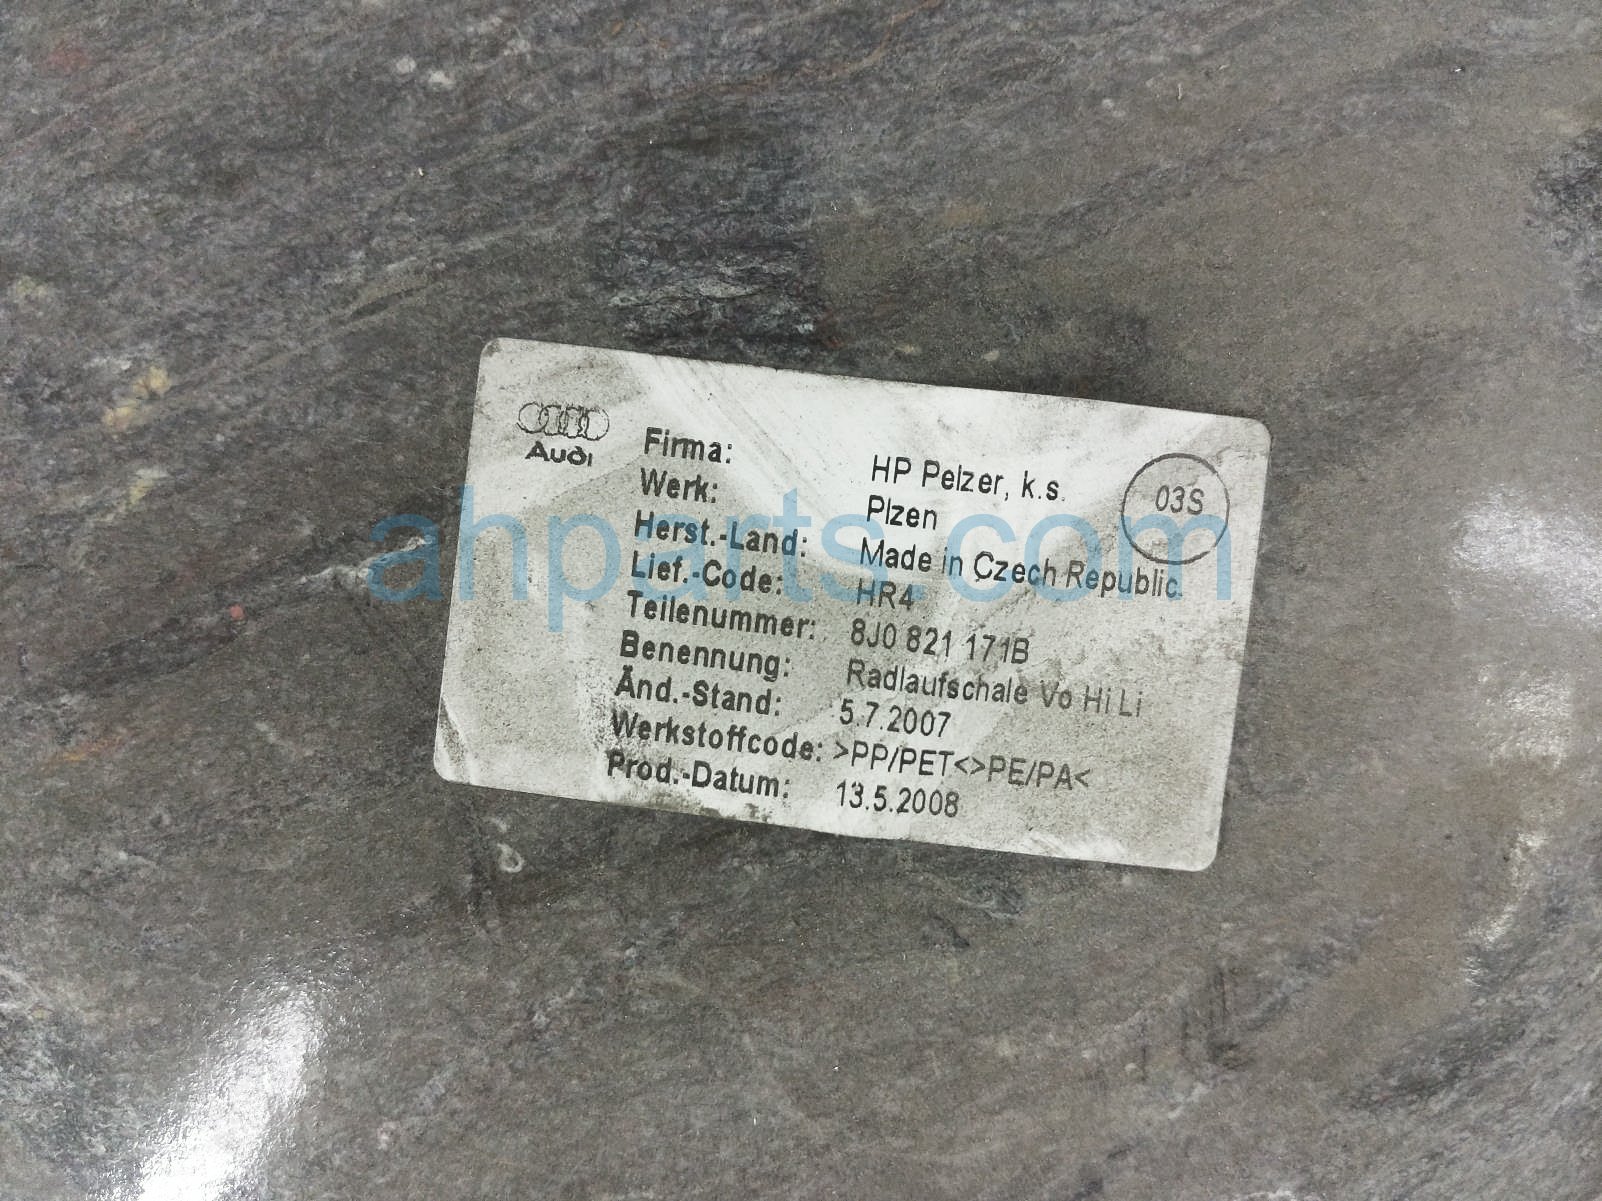 Audi
Firma: HP Pelzer, k.s.
03S
Werk: Plzen
Herst.-Land: Made in Czech Republic
Lief.-Code: HR4
Teilenummer: 8J0 821 171B
Benennung: Radlaufschale Vo Hi Li
Änd.-Stand: 5.7.2007
Werkstoffcode: >PP/PET<>PE/PA<
Prod.-Datum: 13.5.2008
ahparts.com